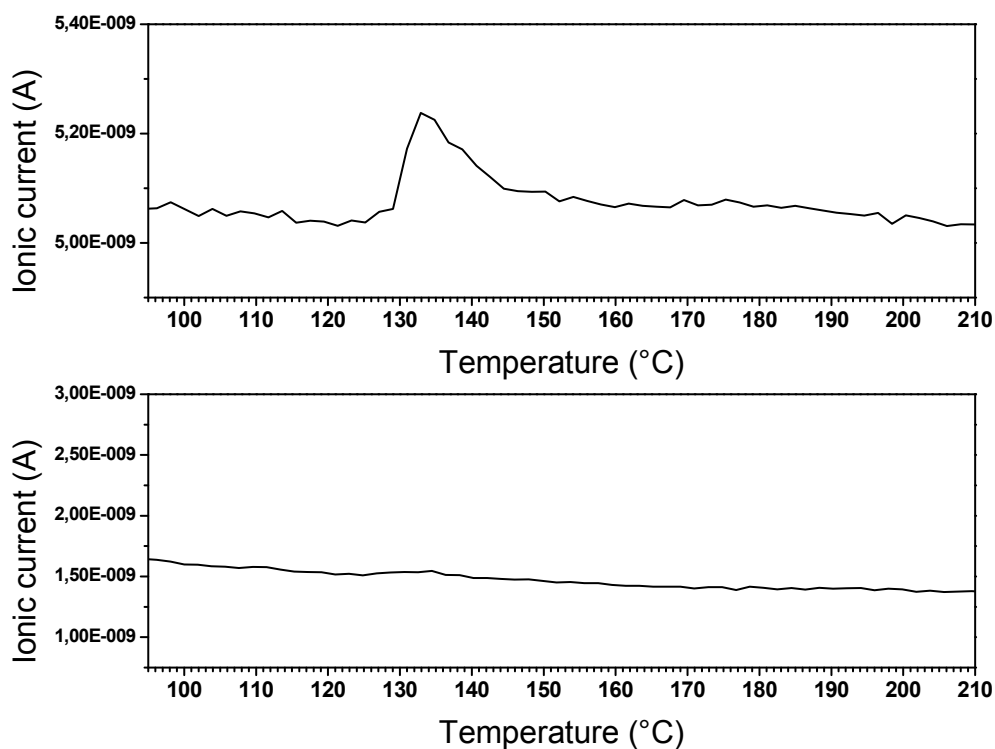 5,40E-009
5,20E-009
5,00E-009
Ionic current (A)
100 110 120 130 140 150 160 170 180 190 200 210
Temperature (°C)
3,00E-009
2,50E-009
2,00E-009
1,50E-009
1,00E-009
Ionic current (A)
100 110 120 130 140 150 160 170 180 190 200 210
Temperature (°C)